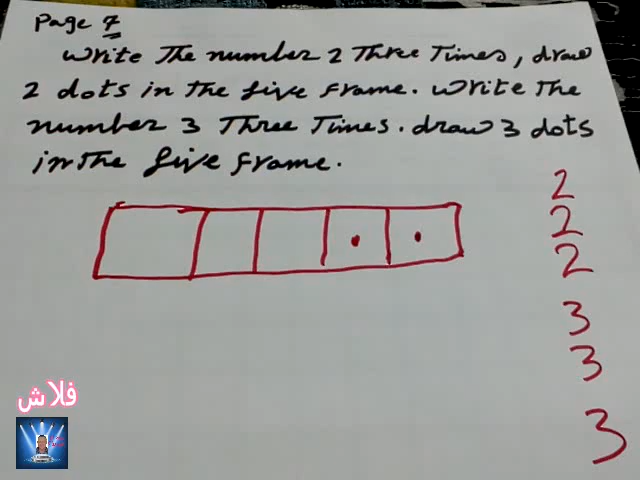 Page 7
Write The number 2 Three Times, draw
2 dots in the five frame. Write The
number 3 Three Times. draw 3 dots
in the five frame.
2
2
2
3
3
3
فلاش